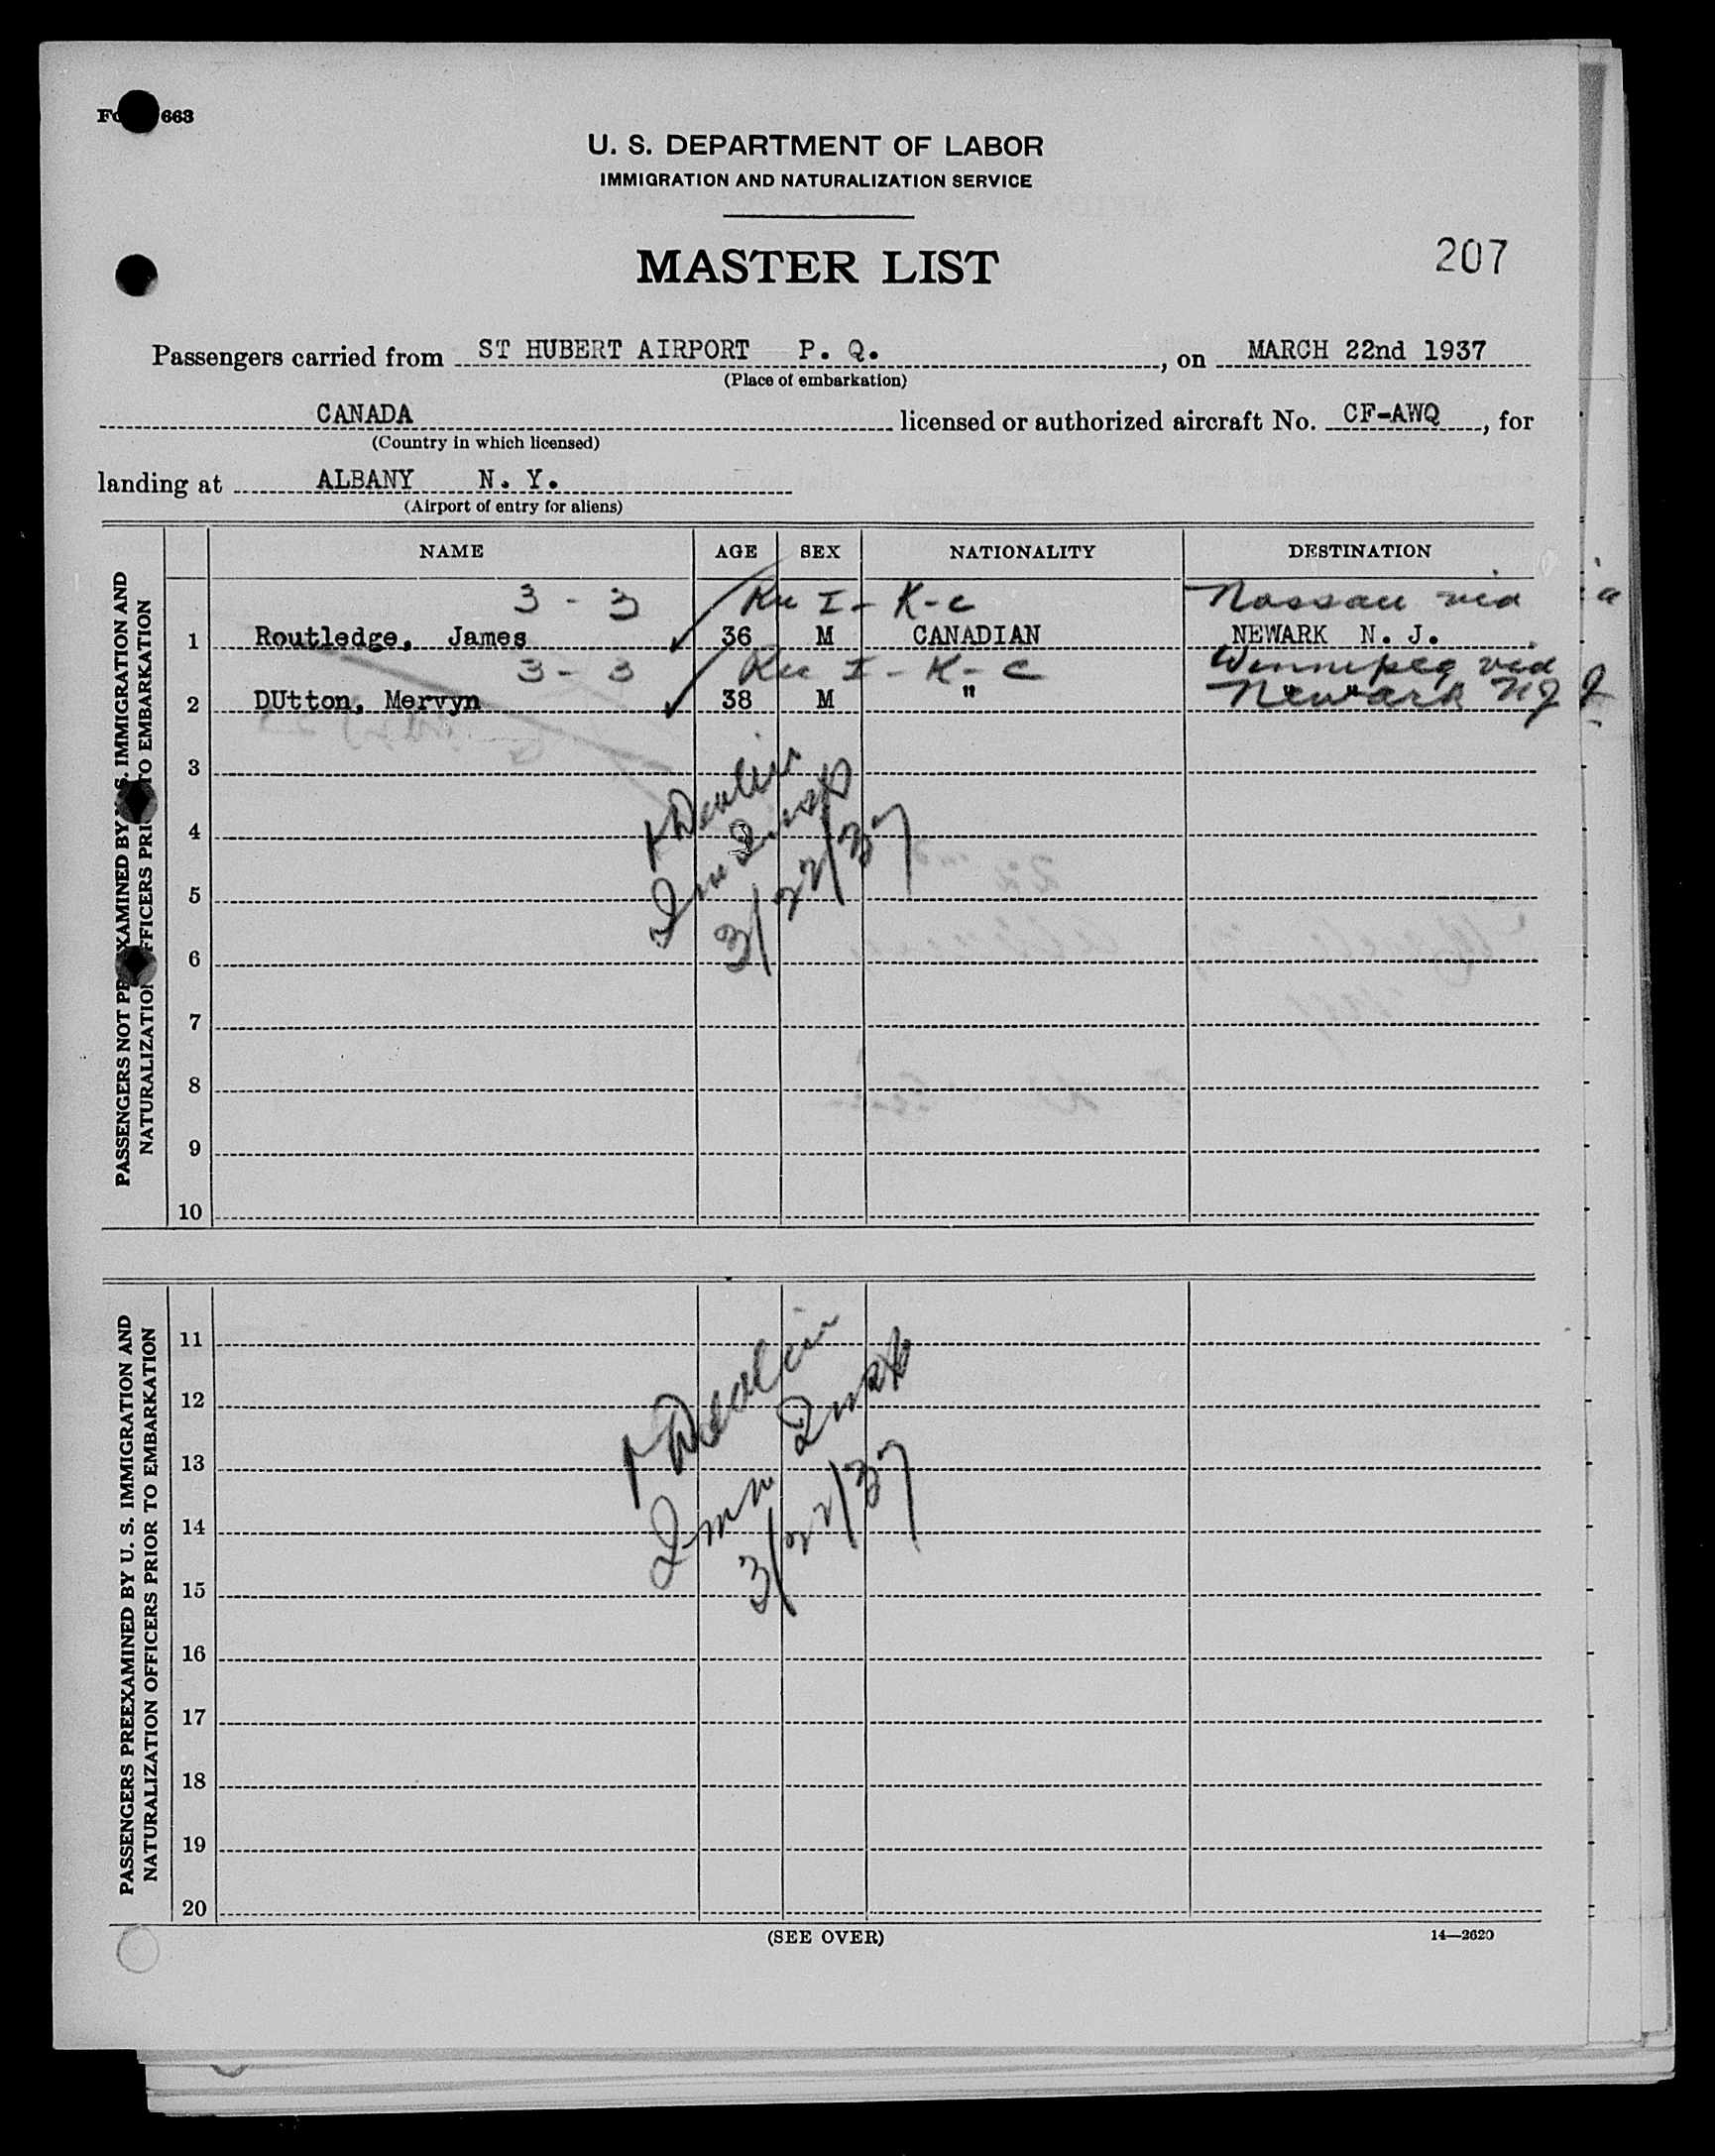 663
U. S. DEPARTMENT OF LABOR
IMMIGRATION AND NATURALIZATION SERVICE
MASTER LIST
207
Passengers carried from ST HUBERT AIRPORT P. Q. , on MARCH 22nd 1937
(Place of embarkation)
CANADA licensed or authorized aircraft No. CF-AWQ , for
(Country in which licensed)
landing at ALBANY N. Y.
(Airport of entry for aliens)
PASSENGERS NOT PREEXAMINED BY U. S. IMMIGRATION AND
NATURALIZATION OFFICERS PRIOR TO EMBARKATION
NAME AGE SEX NATIONALITY DESTINATION
3 - 3 I - K-C Nassau via
1 Routledge, James 36 M CANADIAN NEWARK N. J.
3 - 3 I - K - C Winnipeg via
2 DUtton, Mervyn 38 M " " " Newark NJ
3
4
5
6
7
8
9
10
Imm Insp
3/22/37
PASSENGERS PREEXAMINED BY U. S. IMMIGRATION AND
NATURALIZATION OFFICERS PRIOR TO EMBARKATION
11
12
13
14
15
16
17
18
19
20
Imm Insp
3/22/37
(SEE OVER)
14—2620